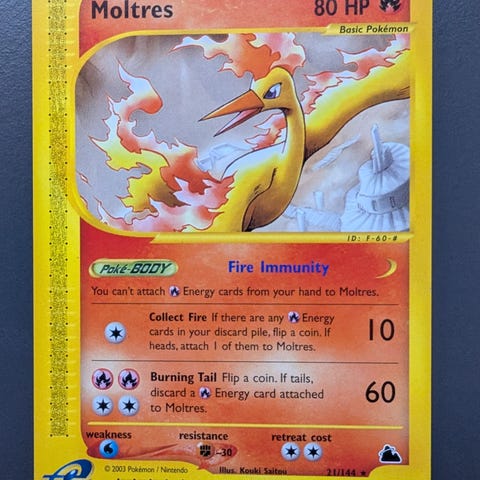 Moltres 80 HP
Basic Pokémon
ID: F-60-#
Poké-BODY Fire Immunity
You can't attach Energy cards from your hand to Moltres.
Collect Fire If there are any Energy
cards in your discard pile, flip a coin. If
heads, attach 1 of them to Moltres.
10
Burning Tail Flip a coin. If tails,
discard a Energy card attached
to Moltres.
60
weakness resistance retreat cost
-30
© 2003 Pokémon / Nintendo Illus. Kouki Saitou 21/144 ★